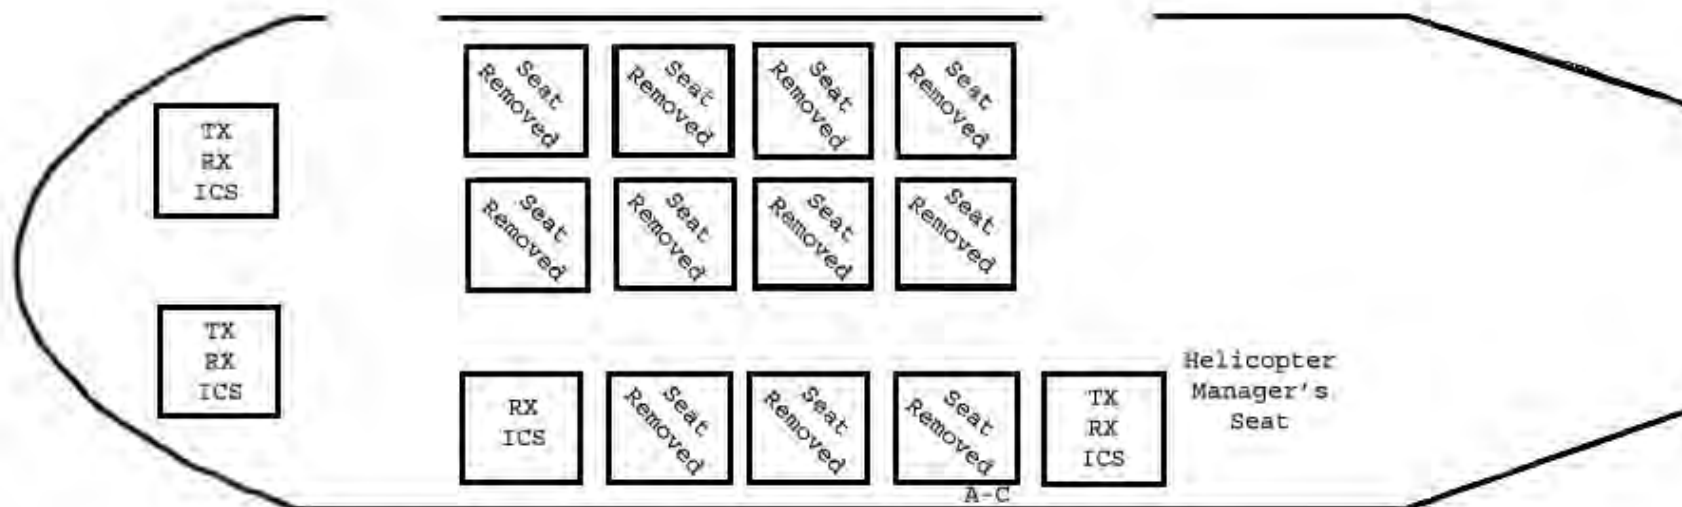 Seat
Removed
Seat
Removed
Seat
Removed
Seat
Removed
TX
RX
ICS
Seat
Removed
Seat
Removed
Seat
Removed
Seat
Removed
TX
RX
ICS
RX
ICS
Seat
Removed
Seat
Removed
Seat
Removed
A-C
TX
RX
ICS
Helicopter
Manager's
Seat